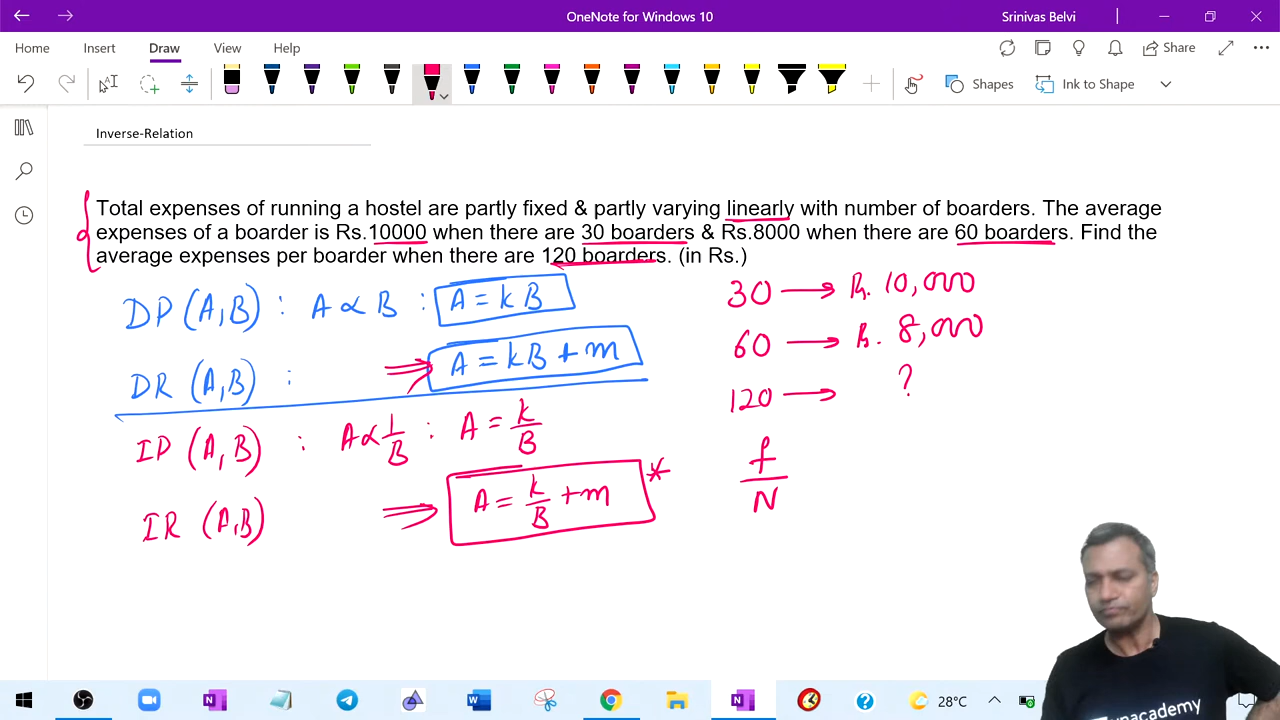 OneNote for Windows 10
Srinivas Belvi
Home Insert Draw View Help
Share
Shapes
Ink to Shape
Inverse-Relation
Total expenses of running a hostel are partly fixed & partly varying linearly with number of boarders. The average
expenses of a boarder is Rs.10000 when there are 30 boarders & Rs.8000 when there are 60 boarders. Find the
average expenses per boarder when there are 120 boarders. (in Rs.)
DP (A,B) : A ∝ B : A = kB
DR (A,B) : ⇒ A = kB + m
IP (A,B) : A ∝ 1/B : A = k/B
IR (A,B) ⇒ A = k/B + m *
30 → Rs. 10,000
60 → Rs. 8,000
120 → ?
f/N
unacademy
28°C